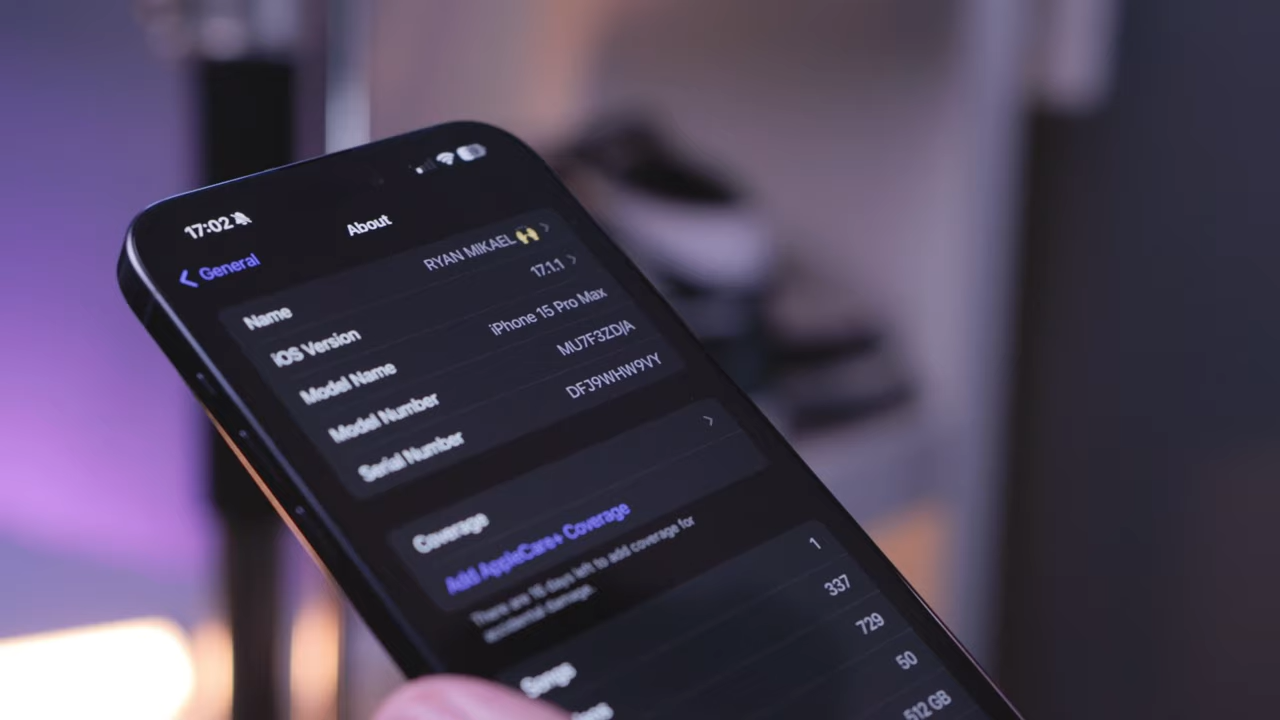 17:02
About
General
Name RYAN MIKAEL🙌
iOS Version 17.1.1
Model Name iPhone 15 Pro Max
Model Number MU7F3ZD/A
Serial Number DFJ9WHW9VY
Coverage
Add AppleCare+ Coverage
There are 16 days left to add coverage for
accidental damage.
1
Songs 337
729
50
512 GB